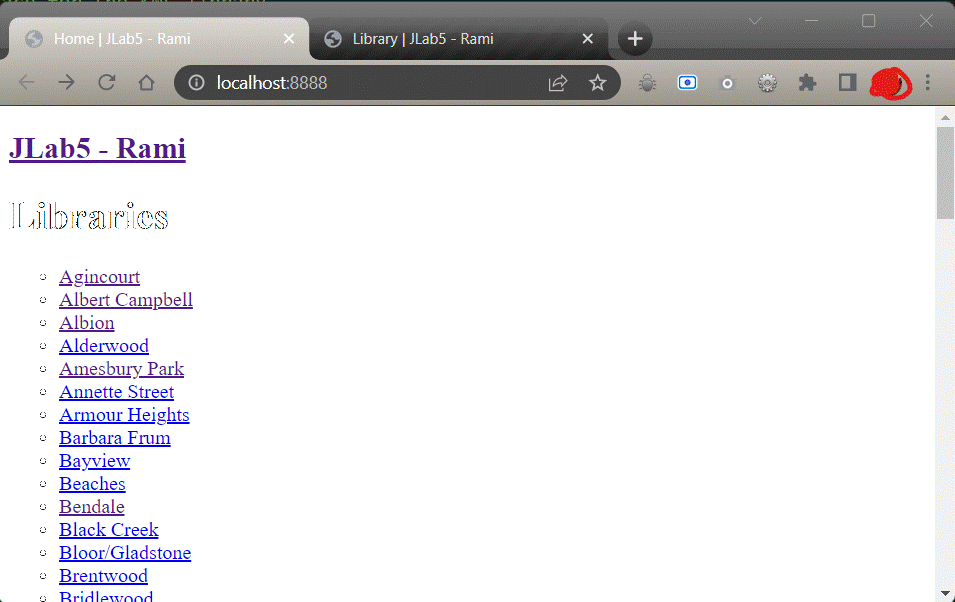 Home | JLab5 - Rami
Library | JLab5 - Rami
localhost:8888
JLab5 - Rami
Libraries
Agincourt
Albert Campbell
Albion
Alderwood
Amesbury Park
Annette Street
Armour Heights
Barbara Frum
Bayview
Beaches
Bendale
Black Creek
Bloor/Gladstone
Brentwood
Bridlewood